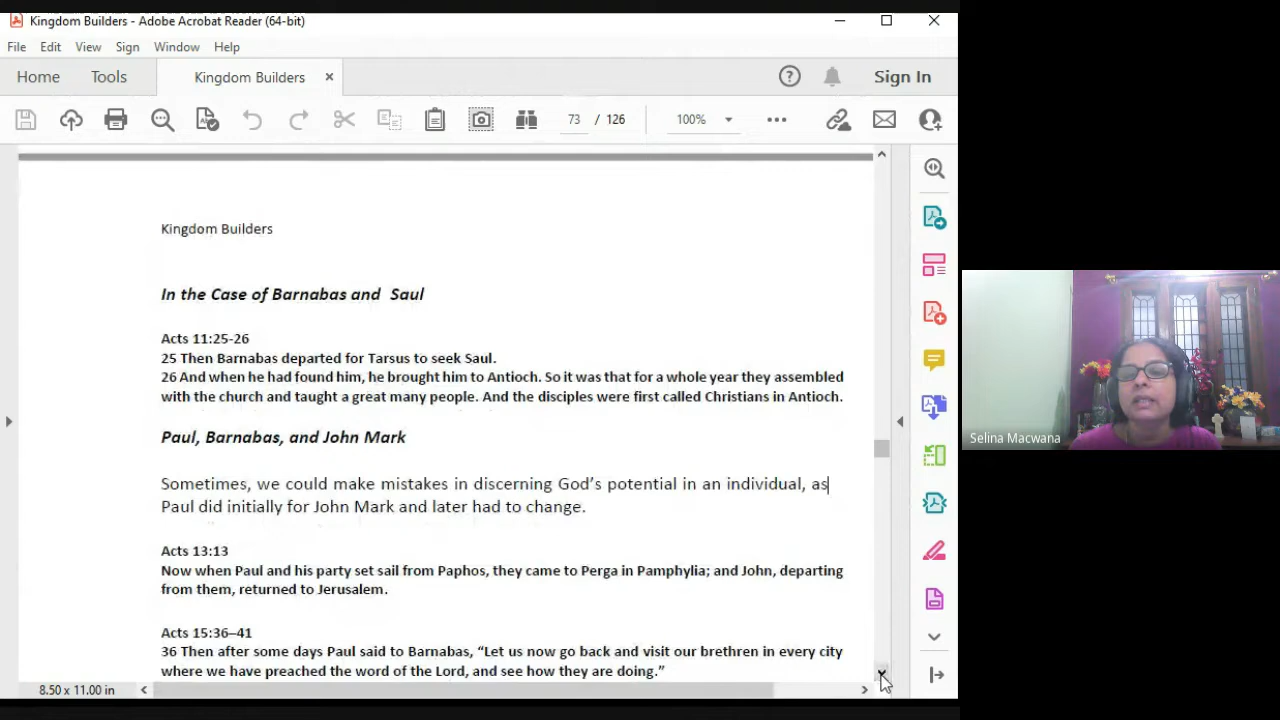 Kingdom Builders - Adobe Acrobat Reader (64-bit)
File Edit View Sign Window Help
Home Tools Kingdom Builders × Sign In
73 / 126 100%
Kingdom Builders
In the Case of Barnabas and Saul
Acts 11:25-26
25 Then Barnabas departed for Tarsus to seek Saul.
26 And when he had found him, he brought him to Antioch. So it was that for a whole year they assembled
with the church and taught a great many people. And the disciples were first called Christians in Antioch.
Paul, Barnabas, and John Mark
Sometimes, we could make mistakes in discerning God’s potential in an individual, as
Paul did initially for John Mark and later had to change.
Acts 13:13
Now when Paul and his party set sail from Paphos, they came to Perga in Pamphylia; and John, departing
from them, returned to Jerusalem.
Acts 15:36–41
36 Then after some days Paul said to Barnabas, “Let us now go back and visit our brethren in every city
where we have preached the word of the Lord, and see how they are doing.”
8.50 x 11.00 in
Selina Macwana